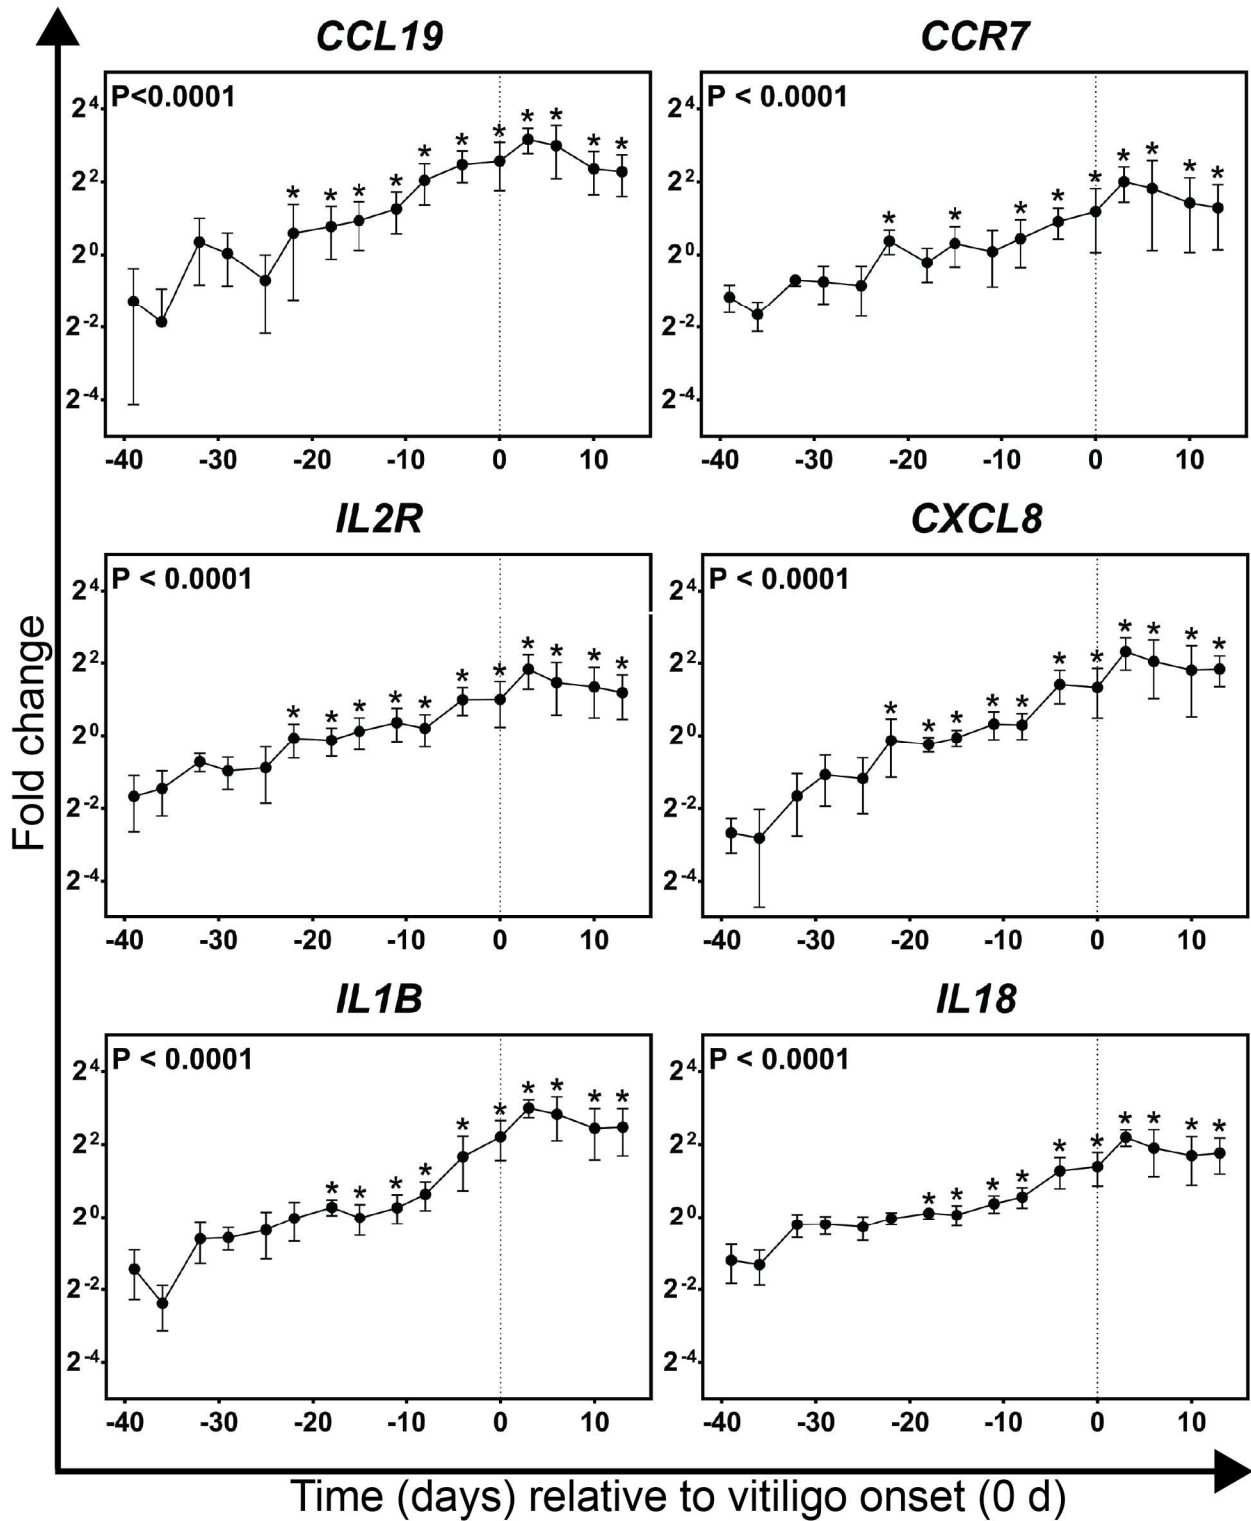 CCL19
CCR7
P<0.0001
P < 0.0001
* * * * * * * * * * *
* * * * * * * * *
2⁴
2²
2⁰
2⁻²
2⁻⁴
2⁴
2²
2⁰
2⁻²
2⁻⁴
-40 -30 -20 -10 0 10
-40 -30 -20 -10 0 10
IL2R
CXCL8
P < 0.0001
P < 0.0001
* * * * * * * * * * *
* * * * * * * * * * *
2⁴
2²
2⁰
2⁻²
2⁻⁴
2⁴
2²
2⁰
2⁻²
2⁻⁴
-40 -30 -20 -10 0 10
-40 -30 -20 -10 0 10
IL1B
IL18
P < 0.0001
P < 0.0001
* * * * * * * * * *
* * * * * * * * * *
2⁴
2²
2⁰
2⁻²
2⁻⁴
2⁴
2²
2⁰
2⁻²
2⁻⁴
-40 -30 -20 -10 0 10
-40 -30 -20 -10 0 10
Fold change
Time (days) relative to vitiligo onset (0 d)